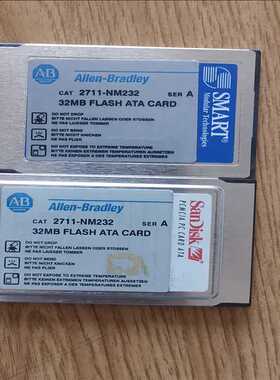 AB
Allen-Bradley
CAT 2711-NM232 SER A
32MB FLASH ATA CARD
DO NOT DROP
BITTE NICHT FALLEN LASSEN ODER STOSSEN
NE PAS LAISSER TOMBER
DO NOT BEND
BITTE NICHT KNICKEN
NE PAS PLIER
DO NOT EXPOSE TO EXTREME TEMPERATURE
BITTE KEINEN EXTREMEN TEMPERATUREN AUSSETZEN
NE PAS EXPOSER A DES TEMPERATURES EXTREMES
SMART
Modular Technologies
AB
Allen-Bradley
CAT 2711-NM232 SER A
32MB FLASH ATA CARD
DO NOT DROP
BITTE NICHT FALLEN LASSEN ODER STOSSEN
NE PAS LAISSER TOMBER
DO NOT BEND
BITTE NICHT KNICKEN
NE PAS PLIER
DO NOT EXPOSE TO EXTREME TEMPERATURE
BITTE KEINEN EXTREMEN TEMPERATUREN AUSSETZEN
NE PAS EXPOSER A DES TEMPERATURES EXTREMES
SanDisk
PCMCIA PC CARD ATA